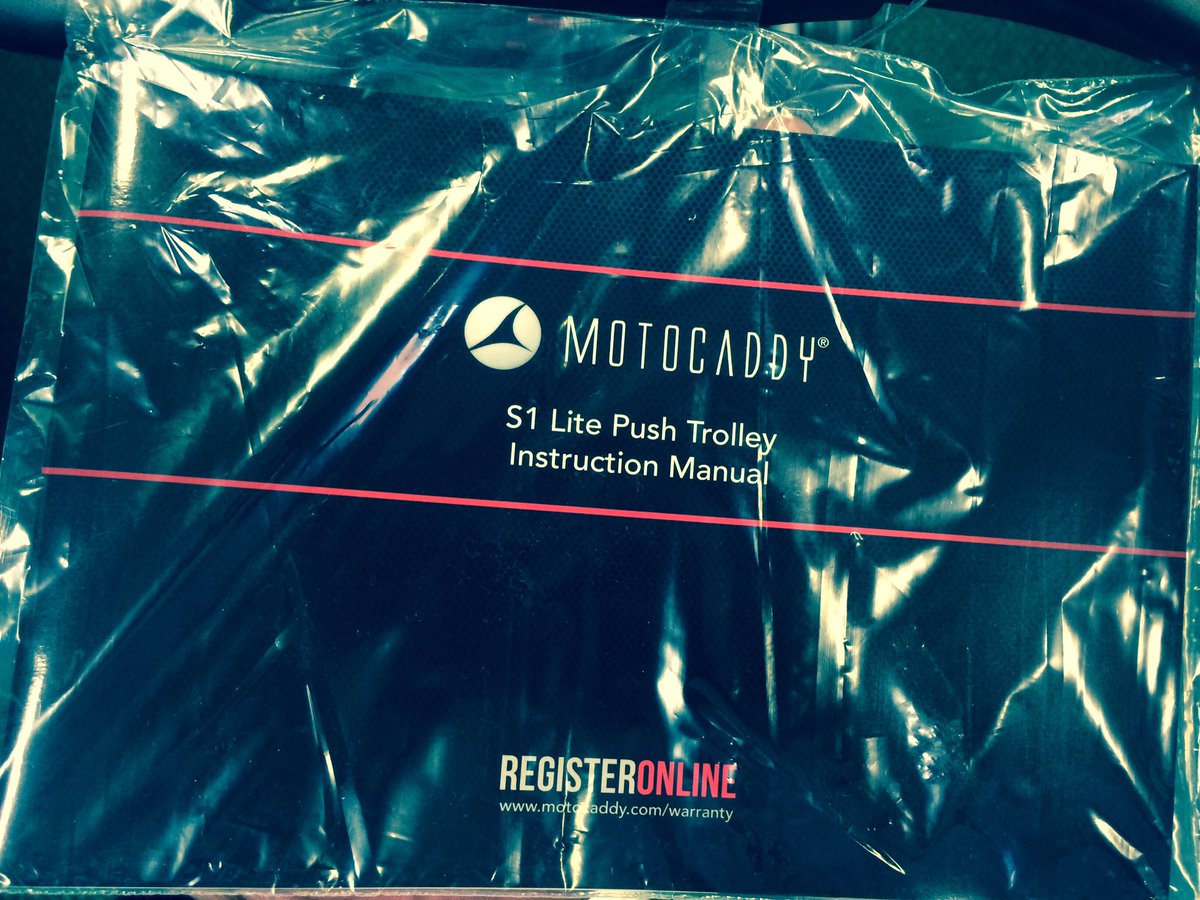 MOTOCADDY®
S1 Lite Push Trolley
Instruction Manual
REGISTERONLINE
www.motocaddy.com/warranty